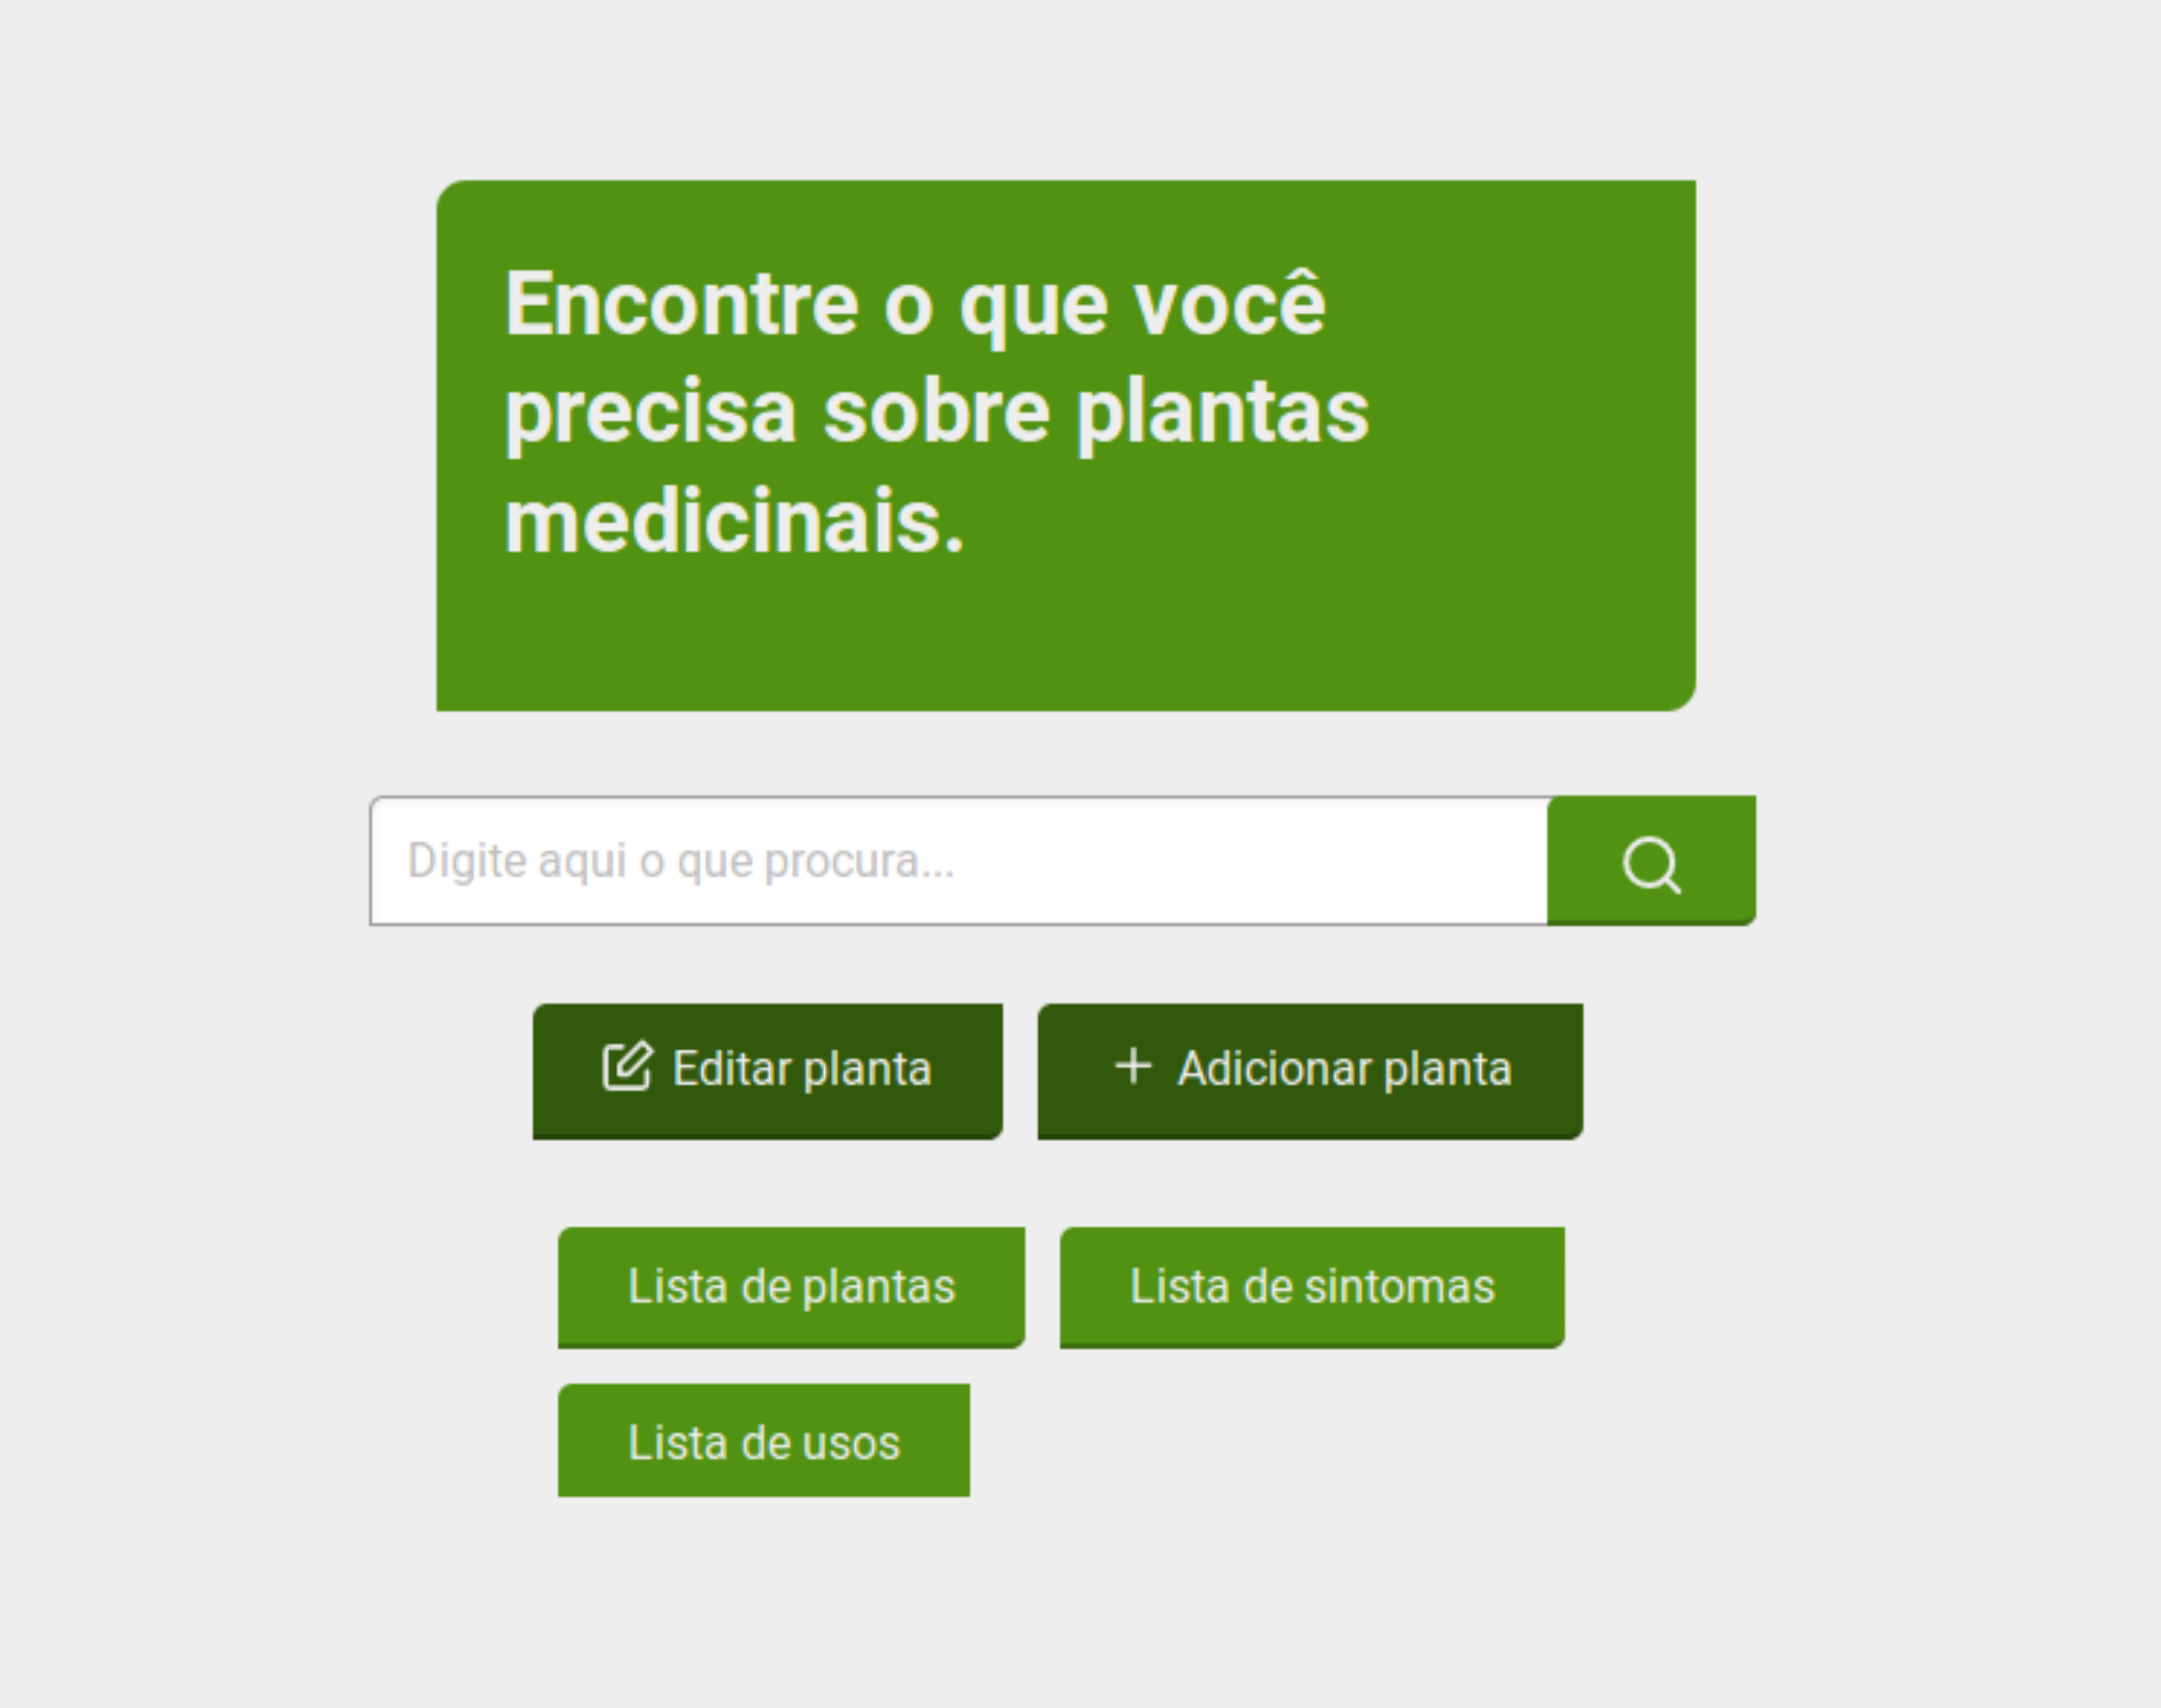 Encontre o que você
precisa sobre plantas
medicinais.
Digite aqui o que procura...
Editar planta
Adicionar planta
Lista de plantas
Lista de sintomas
Lista de usos